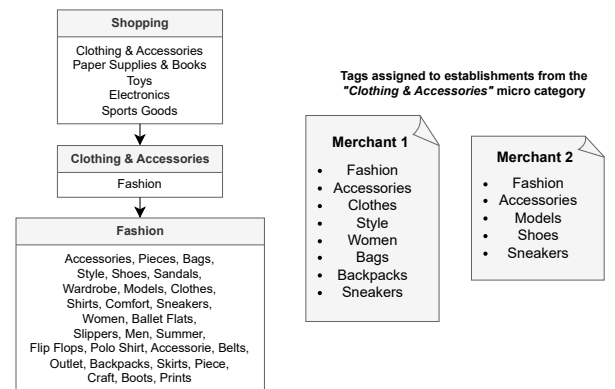 Shopping
Clothing & Accessories
Paper Supplies & Books
Toys
Electronics
Sports Goods
Clothing & Accessories
Fashion
Fashion
Accessories, Pieces, Bags,
Style, Shoes, Sandals,
Wardrobe, Models, Clothes,
Shirts, Comfort, Sneakers,
Women, Ballet Flats,
Slippers, Men, Summer,
Flip Flops, Polo Shirt, Accessorie, Belts,
Outlet, Backpacks, Skirts, Piece,
Craft, Boots, Prints
Tags assigned to establishments from the
"Clothing & Accessories" micro category
Merchant 1
• Fashion
• Accessories
• Clothes
• Style
• Women
• Bags
• Backpacks
• Sneakers
Merchant 2
• Fashion
• Accessories
• Models
• Shoes
• Sneakers